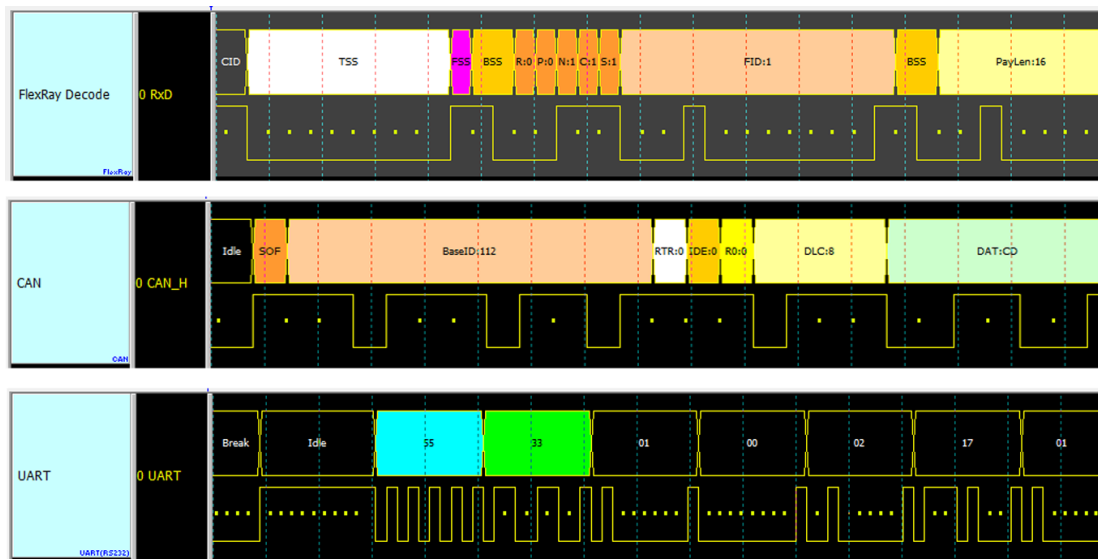 FlexRay Decode
FlexRay
0 RxD
CID TSS FSS BSS R:0 P:0 N:1 C:1 S:1 FID:1 BSS PayLen:16
CAN
CAN
0 CAN_H
Idle SOF BaseID:112 RTR:0 IDE:0 R0:0 DLC:8 DAT:CD
UART
UART(RS232)
0 UART
Break Idle 55 33 01 00 02 17 01